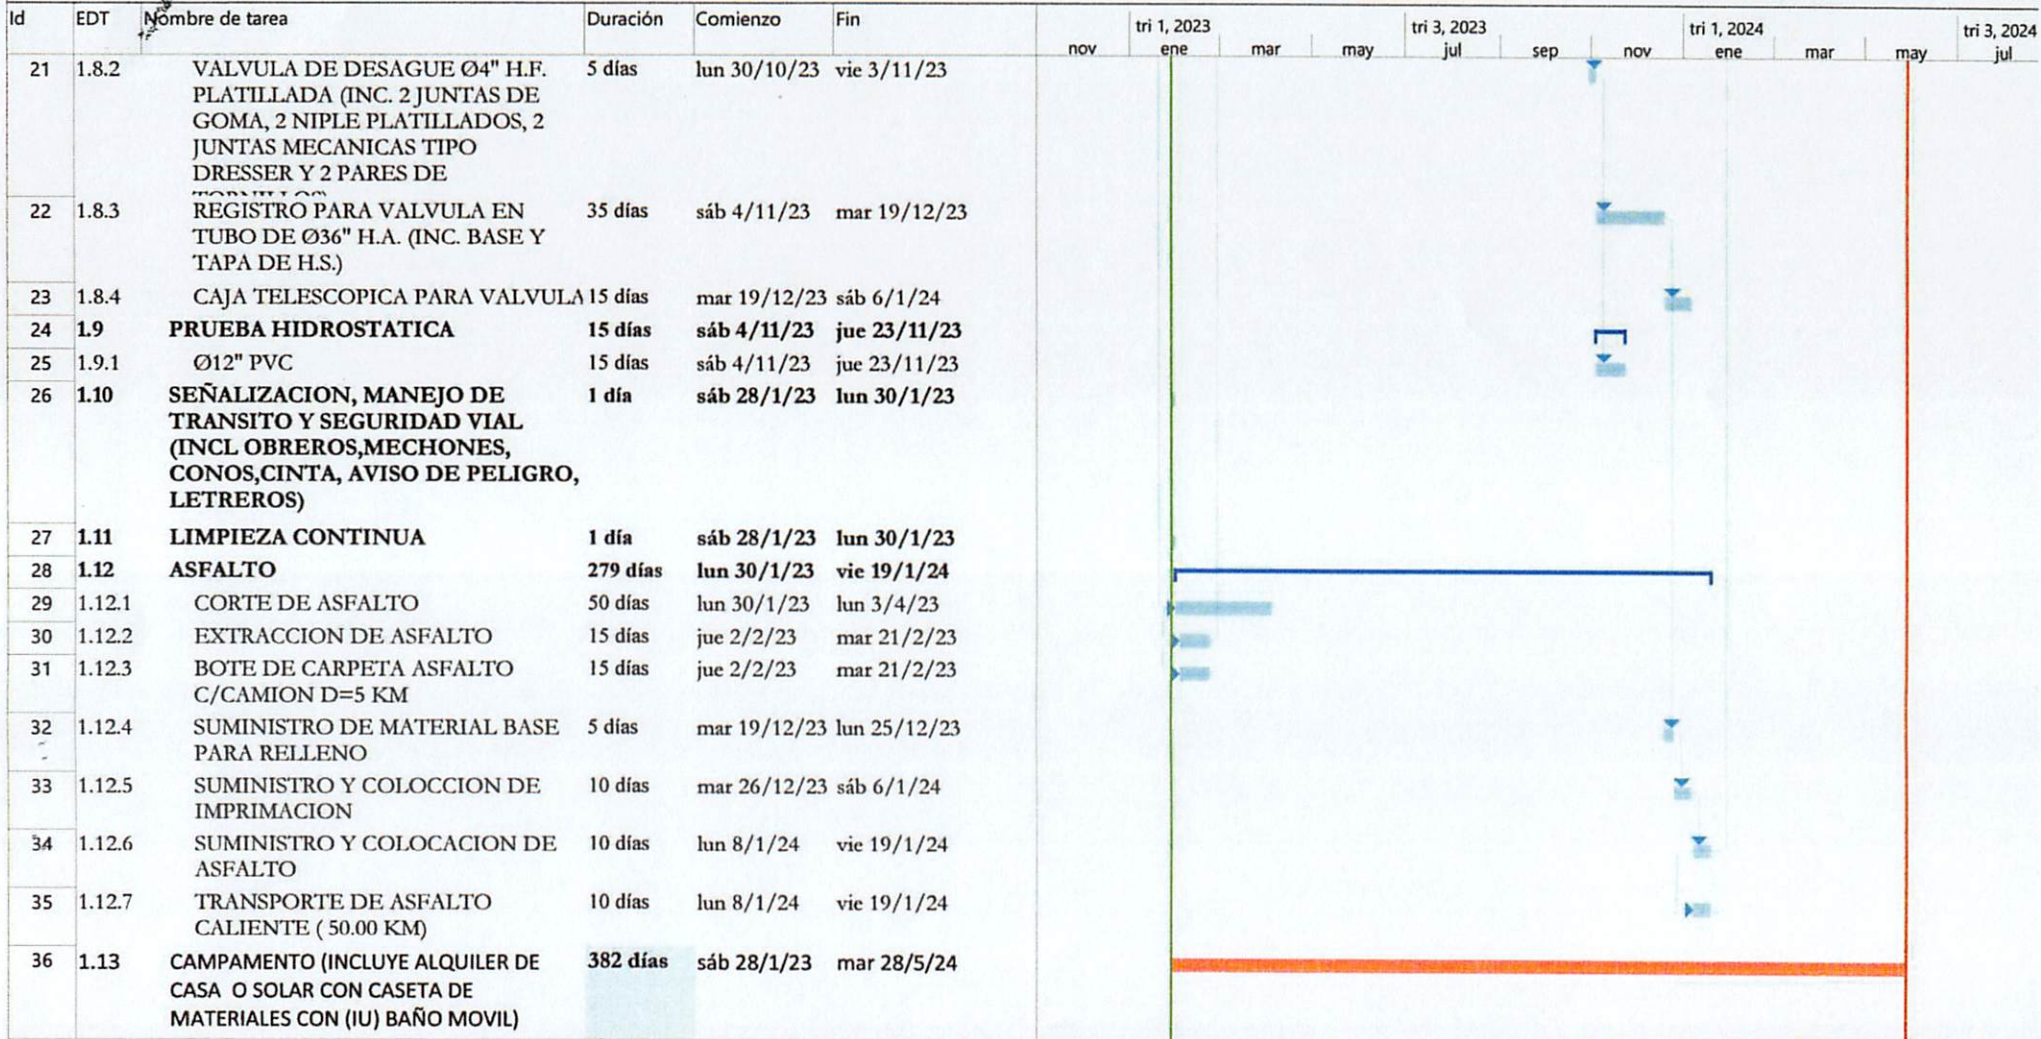 Id EDT Nombre de tarea Duración Comienzo Fin
tri 1, 2023 tri 3, 2023 tri 1, 2024 tri 3, 2024
nov ene mar may jul sep nov ene mar may jul
21 1.8.2 VALVULA DE DESAGUE Ø4" H.F. 5 días lun 30/10/23 vie 3/11/23
PLATILLADA (INC. 2 JUNTAS DE
GOMA, 2 NIPLE PLATILLADOS, 2
JUNTAS MECANICAS TIPO
DRESSER Y 2 PARES DE
22 1.8.3 REGISTRO PARA VALVULA EN 35 días sáb 4/11/23 mar 19/12/23
TUBO DE Ø36" H.A. (INC. BASE Y
TAPA DE H.S.)
23 1.8.4 CAJA TELESCOPICA PARA VALVULA 15 días mar 19/12/23 sáb 6/1/24
24 1.9 PRUEBA HIDROSTATICA 15 días sáb 4/11/23 jue 23/11/23
25 1.9.1 Ø12" PVC 15 días sáb 4/11/23 jue 23/11/23
26 1.10 SEÑALIZACION, MANEJO DE 1 día sáb 28/1/23 lun 30/1/23
TRANSITO Y SEGURIDAD VIAL
(INCL OBREROS,MECHONES,
CONOS,CINTA, AVISO DE PELIGRO,
LETREROS)
27 1.11 LIMPIEZA CONTINUA 1 día sáb 28/1/23 lun 30/1/23
28 1.12 ASFALTO 279 días lun 30/1/23 vie 19/1/24
29 1.12.1 CORTE DE ASFALTO 50 días lun 30/1/23 lun 3/4/23
30 1.12.2 EXTRACCION DE ASFALTO 15 días jue 2/2/23 mar 21/2/23
31 1.12.3 BOTE DE CARPETA ASFALTO 15 días jue 2/2/23 mar 21/2/23
C/CAMION D=5 KM
32 1.12.4 SUMINISTRO DE MATERIAL BASE 5 días mar 19/12/23 lun 25/12/23
PARA RELLENO
33 1.12.5 SUMINISTRO Y COLOCCION DE 10 días mar 26/12/23 sáb 6/1/24
IMPRIMACION
34 1.12.6 SUMINISTRO Y COLOCACION DE 10 días lun 8/1/24 vie 19/1/24
ASFALTO
35 1.12.7 TRANSPORTE DE ASFALTO 10 días lun 8/1/24 vie 19/1/24
CALIENTE ( 50.00 KM)
36 1.13 CAMPAMENTO (INCLUYE ALQUILER DE 382 días sáb 28/1/23 mar 28/5/24
CASA O SOLAR CON CASETA DE
MATERIALES CON (IU) BAÑO MOVIL)